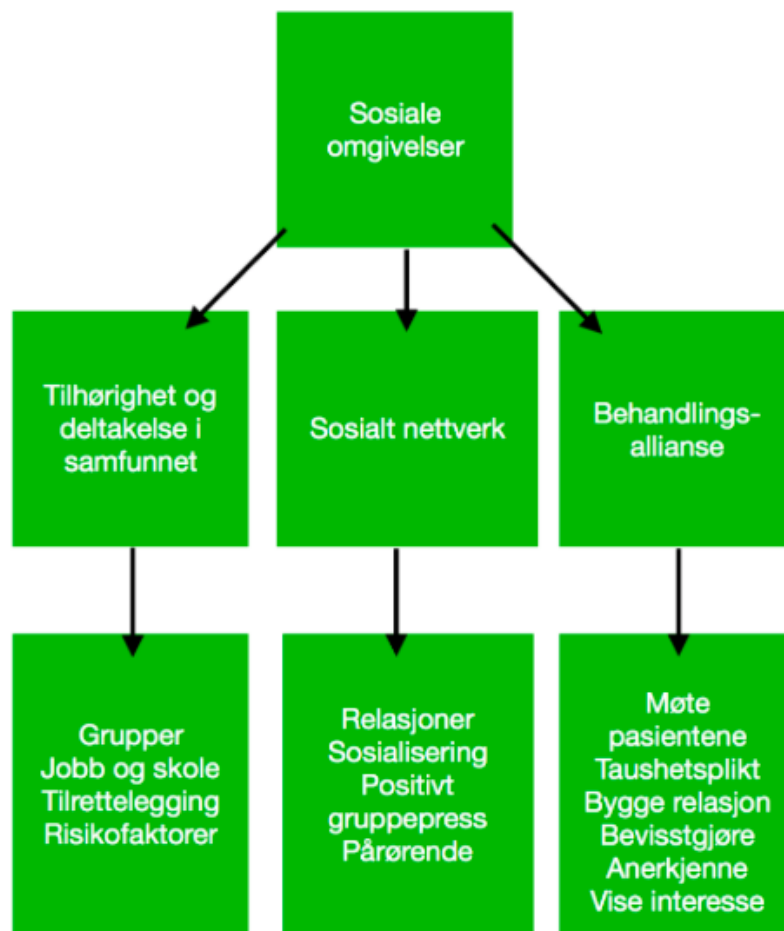 Sosiale
omgivelser
Tilhørighet og
deltakelse i
samfunnet
Sosialt nettverk
Behandlings-
allianse
Grupper
Jobb og skole
Tilrettelegging
Risikofaktorer
Relasjoner
Sosialisering
Positivt
gruppepress
Pårørende
Møte
pasientene
Taushetsplikt
Bygge relasjon
Bevisstgjøre
Anerkjenne
Vise interesse